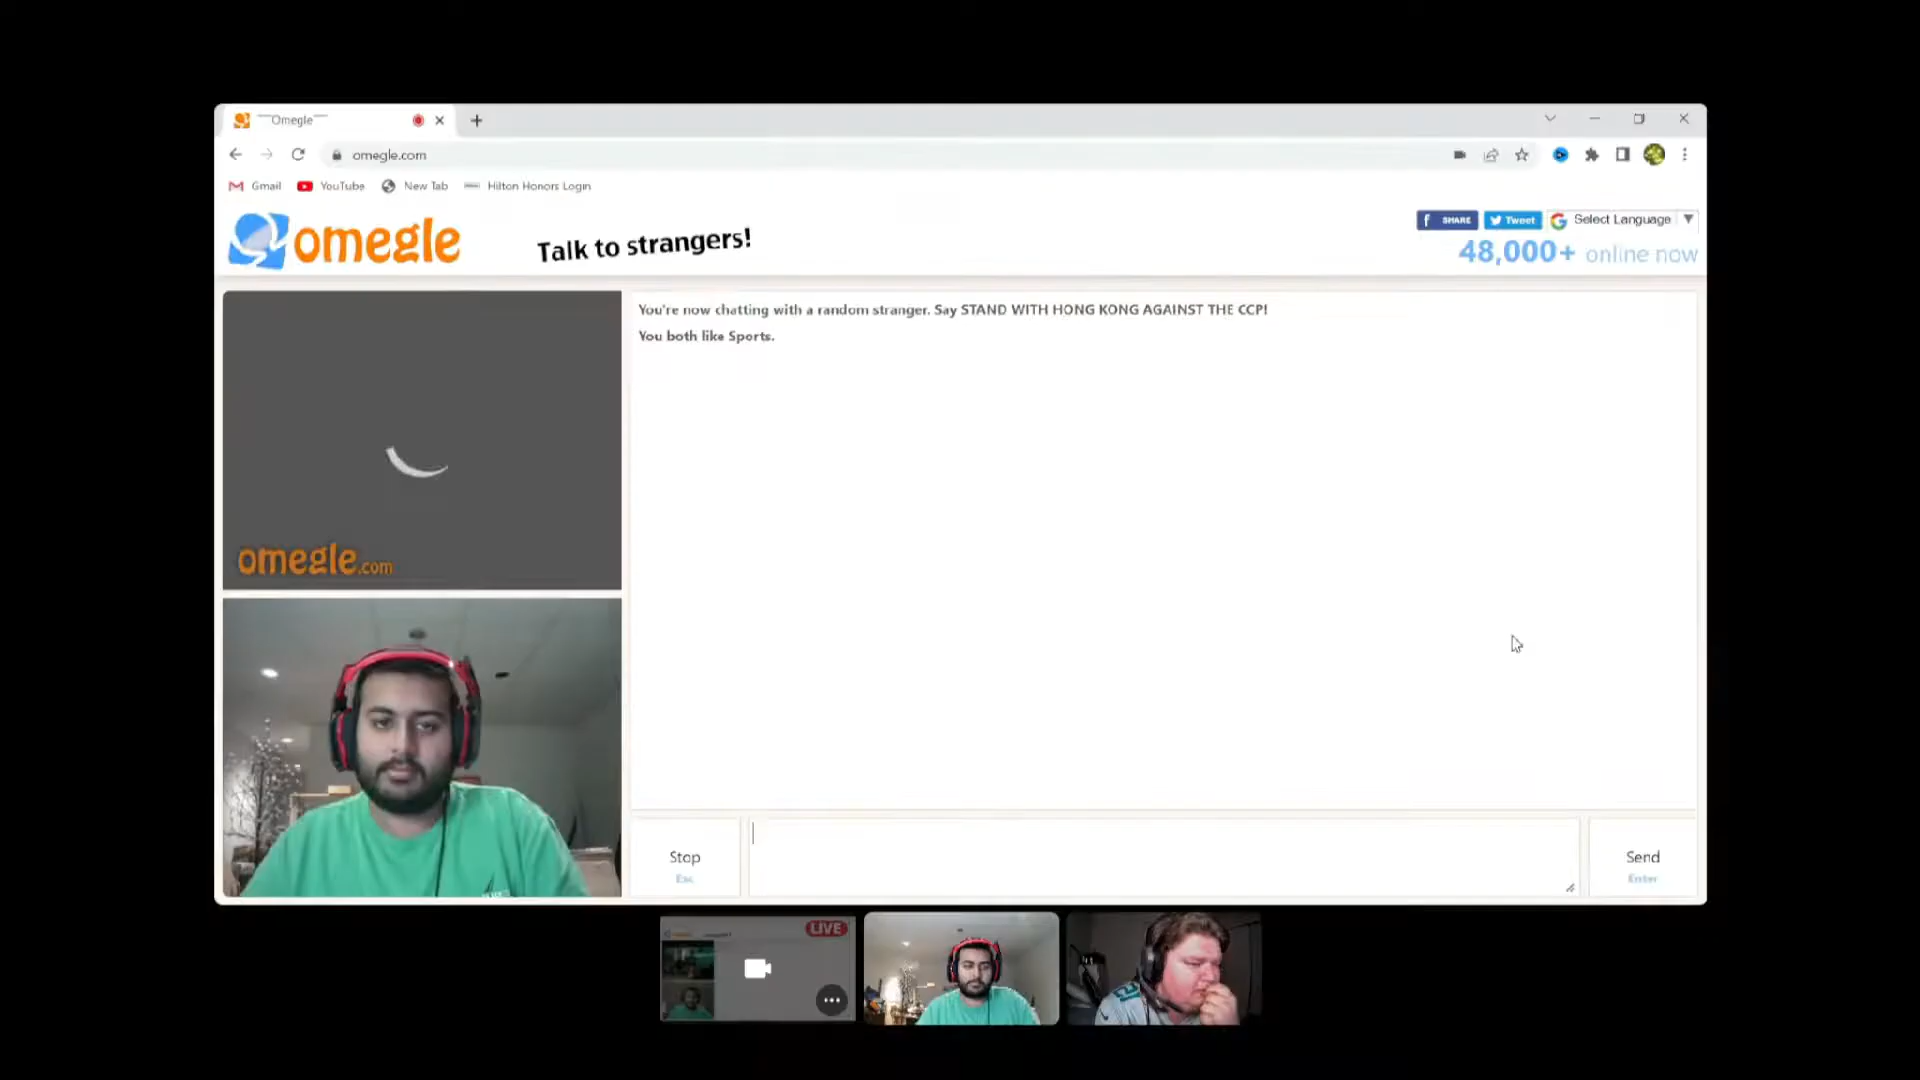 Omegle
omegle.com
Gmail YouTube New Tab Hilton Honors Login
omegle
Talk to strangers!
SHARE Tweet Select Language
48,000+ online now
You're now chatting with a random stranger. Say STAND WITH HONG KONG AGAINST THE CCP!
You both like Sports.
omegle.com
Stop
Esc
Send
Enter
LIVE